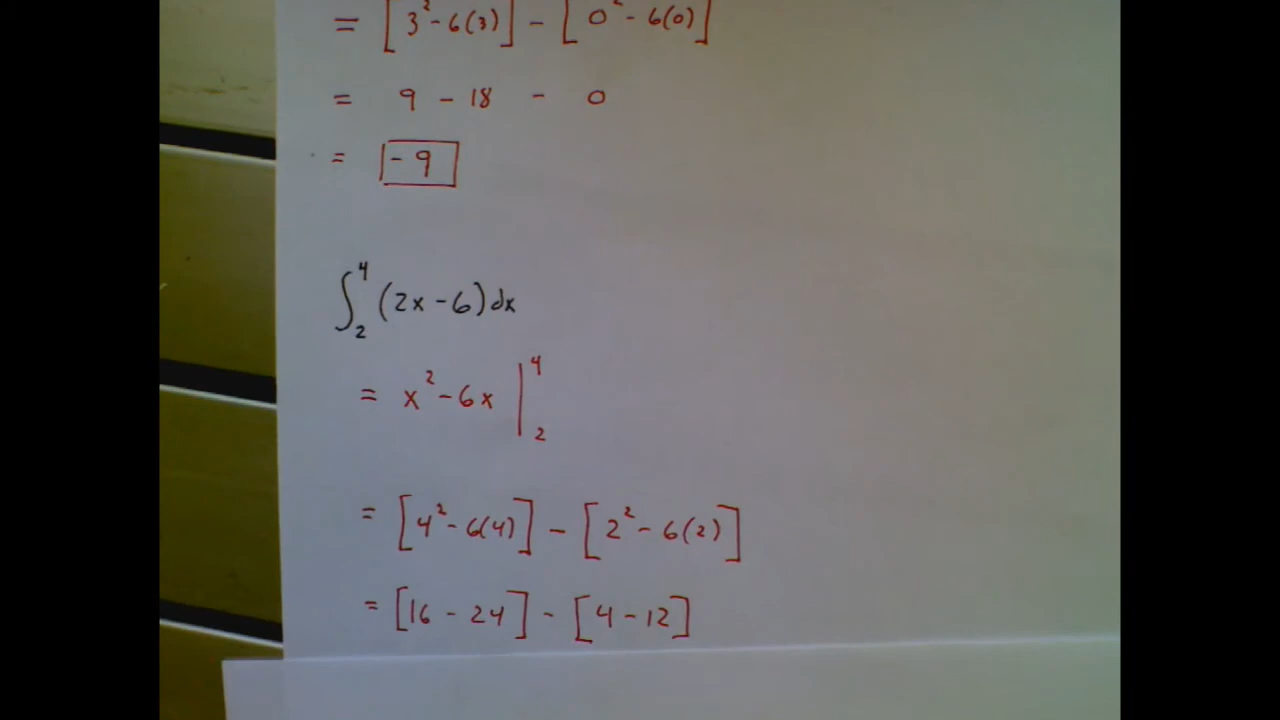 = [3²-6(3)] - [0²-6(0)]
= 9 - 18 - 0
= -9
∫₂⁴ (2x-6)dx
= x²-6x |₂⁴
= [4²-6(4)] - [2²-6(2)]
= [16 - 24] - [4 - 12]